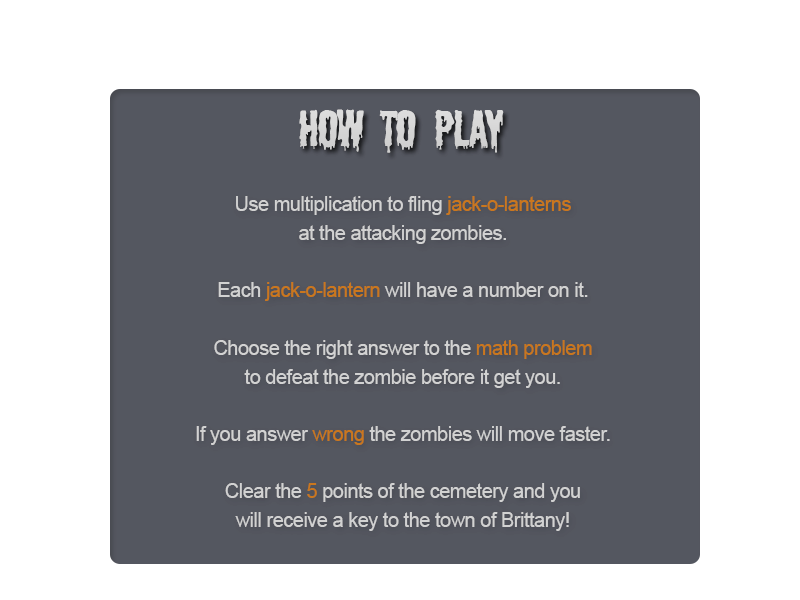 HOW TO PLAY
Use multiplication to fling jack-o-lanterns
at the attacking zombies.
Each jack-o-lantern will have a number on it.
Choose the right answer to the math problem
to defeat the zombie before it get you.
If you answer wrong the zombies will move faster.
Clear the 5 points of the cemetery and you
will receive a key to the town of Brittany!